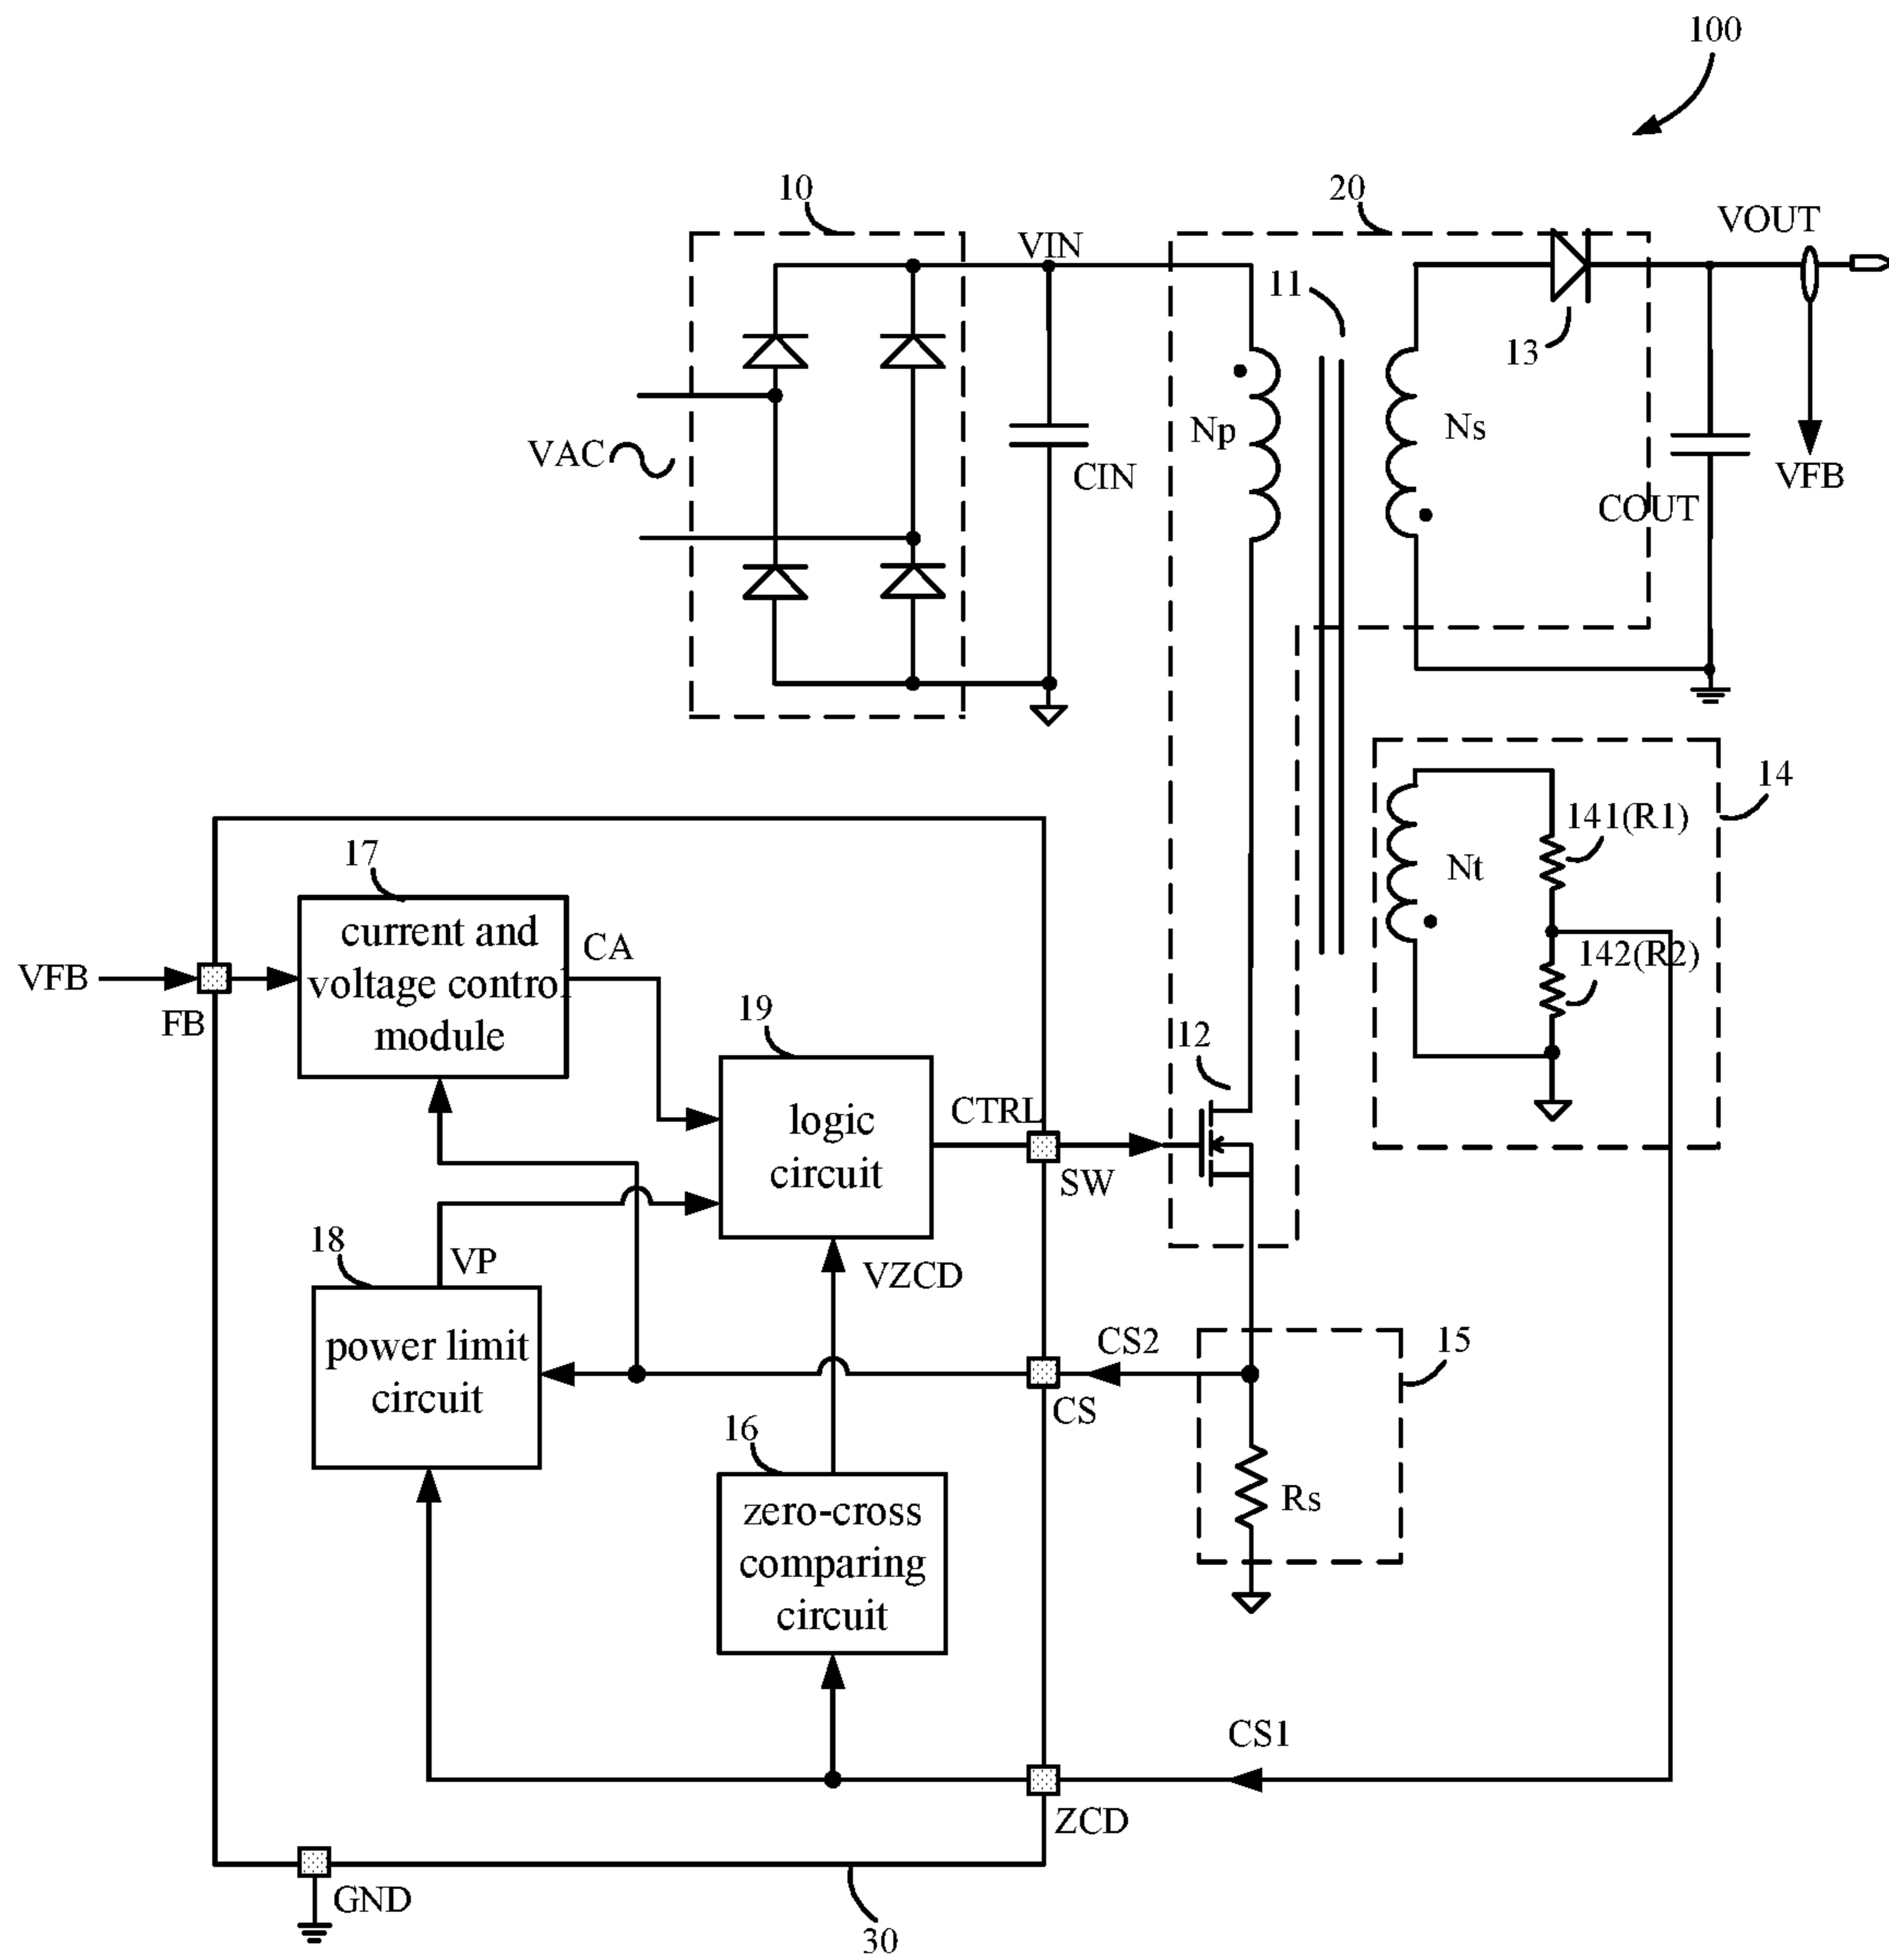 100
10
20
VOUT
VIN
11
13
VAC
CIN
Np
Ns
COUT
VFB
14
141(R1)
Nt
142(R2)
17
current and
voltage control
module
CA
VFB
FB
19
logic
circuit
CTRL
SW
12
18
VP
VZCD
power limit
circuit
CS2
CS
15
16
zero-cross
comparing
circuit
Rs
CS1
ZCD
GND
30